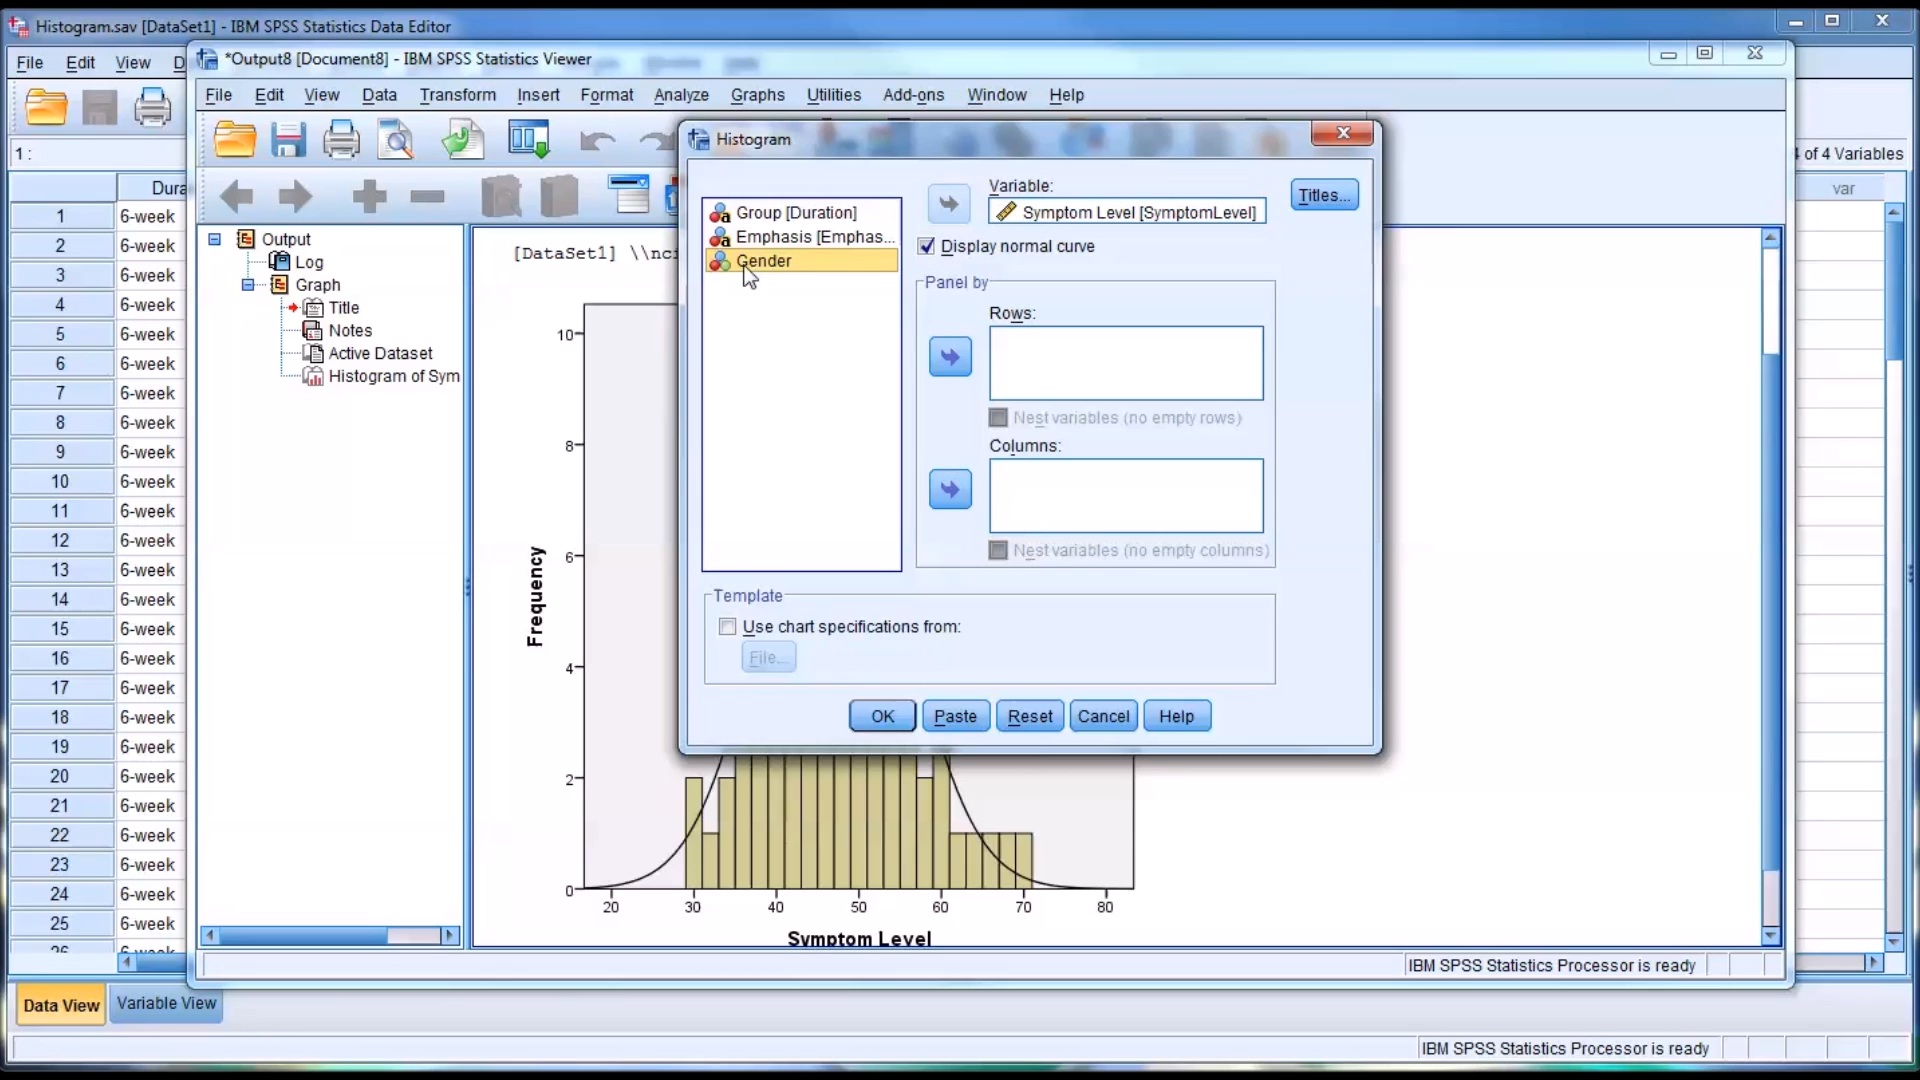 Histogram.sav [DataSet1] - IBM SPSS Statistics Data Editor
File Edit View D
1 :
4 of 4 Variables
Dura
var
1 6-week
2 6-week
3 6-week
4 6-week
5 6-week
6 6-week
7 6-week
8 6-week
9 6-week
10 6-week
11 6-week
12 6-week
13 6-week
14 6-week
15 6-week
16 6-week
17 6-week
18 6-week
19 6-week
20 6-week
21 6-week
22 6-week
23 6-week
24 6-week
25 6-week
26 6-week
Data View Variable View
IBM SPSS Statistics Processor is ready
*Output8 [Document8] - IBM SPSS Statistics Viewer
File Edit View Data Transform Insert Format Analyze Graphs Utilities Add-ons Window Help
Output
Log
Graph
Title
Notes
Active Dataset
Histogram of Sym
[DataSet1] \\nc
Frequency
10
8
6
4
2
0
20 30 40 50 60 70 80
Symptom Level
IBM SPSS Statistics Processor is ready
Histogram
Group [Duration]
Emphasis [Emphas...
Gender
Variable:
Symptom Level [SymptomLevel]
Titles...
Display normal curve
Panel by
Rows:
Nest variables (no empty rows)
Columns:
Nest variables (no empty columns)
Template
Use chart specifications from:
File...
OK Paste Reset Cancel Help